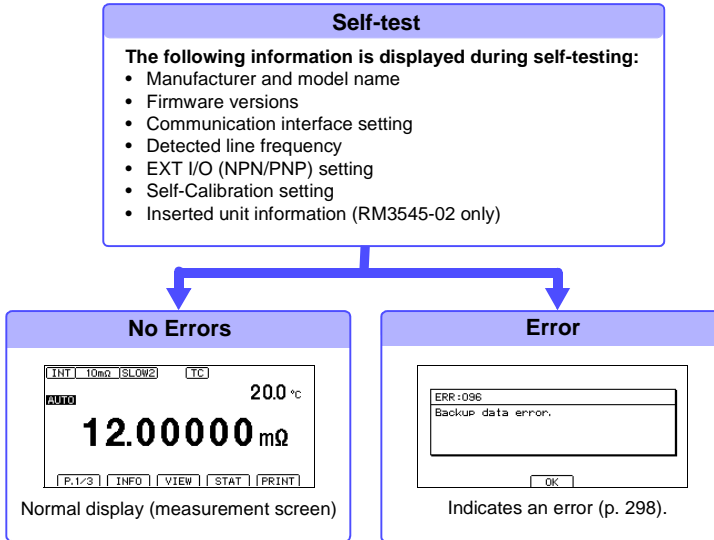 Self-test
The following information is displayed during self-testing:
• Manufacturer and model name
• Firmware versions
• Communication interface setting
• Detected line frequency
• EXT I/O (NPN/PNP) setting
• Self-Calibration setting
• Inserted unit information (RM3545-02 only)
No Errors
INT 10mΩ SLOW2 TC
AUTO 20.0 °C
12.00000 mΩ
P.1/3 INFO VIEW STAT PRINT
Normal display (measurement screen)
Error
ERR:096
Backup data error.
OK
Indicates an error (p. 298).